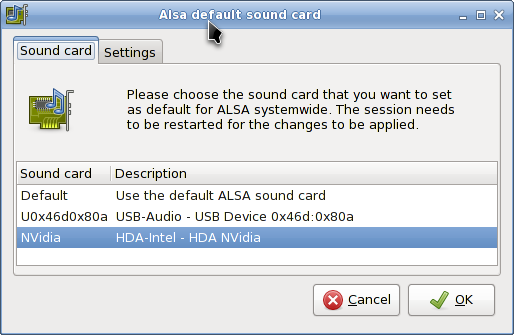 Alsa default sound card
Sound card Settings
Please choose the sound card that you want to set
as default for ALSA systemwide. The session needs
to be restarted for the changes to be applied.
Sound card Description
Default Use the default ALSA sound card
U0x46d0x80a USB-Audio - USB Device 0x46d:0x80a
NVidia HDA-Intel - HDA NVidia
Cancel OK